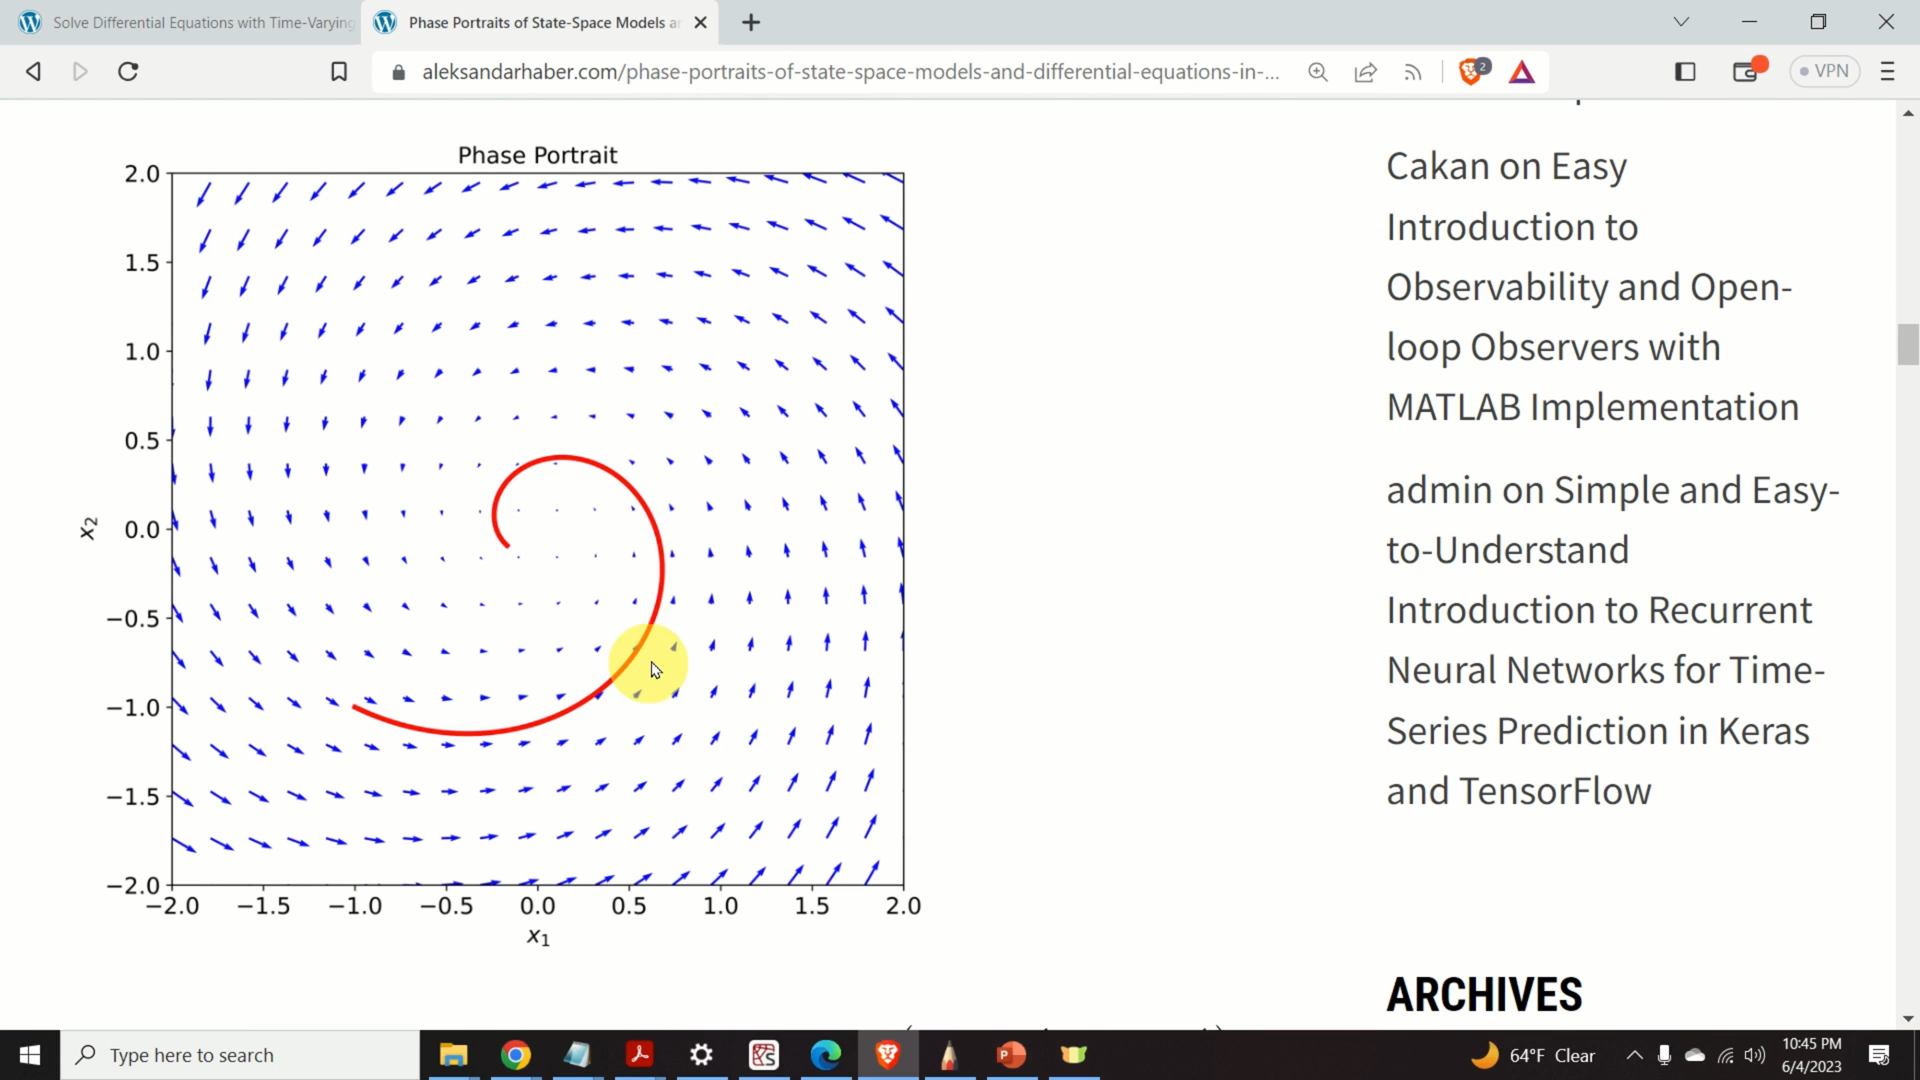 Solve Differential Equations with Time-Varying
Phase Portraits of State-Space Models a
aleksandarhaber.com/phase-portraits-of-state-space-models-and-differential-equations-in-...
2
VPN
Phase Portrait
2.0
1.5
1.0
0.5
0.0
−0.5
−1.0
−1.5
−2.0
x2
−2.0 −1.5 −1.0 −0.5 0.0 0.5 1.0 1.5 2.0
x1
Cakan on Easy
Introduction to
Observability and Open-
loop Observers with
MATLAB Implementation
admin on Simple and Easy-
to-Understand
Introduction to Recurrent
Neural Networks for Time-
Series Prediction in Keras
and TensorFlow
ARCHIVES
Type here to search
64°F Clear
10:45 PM
6/4/2023